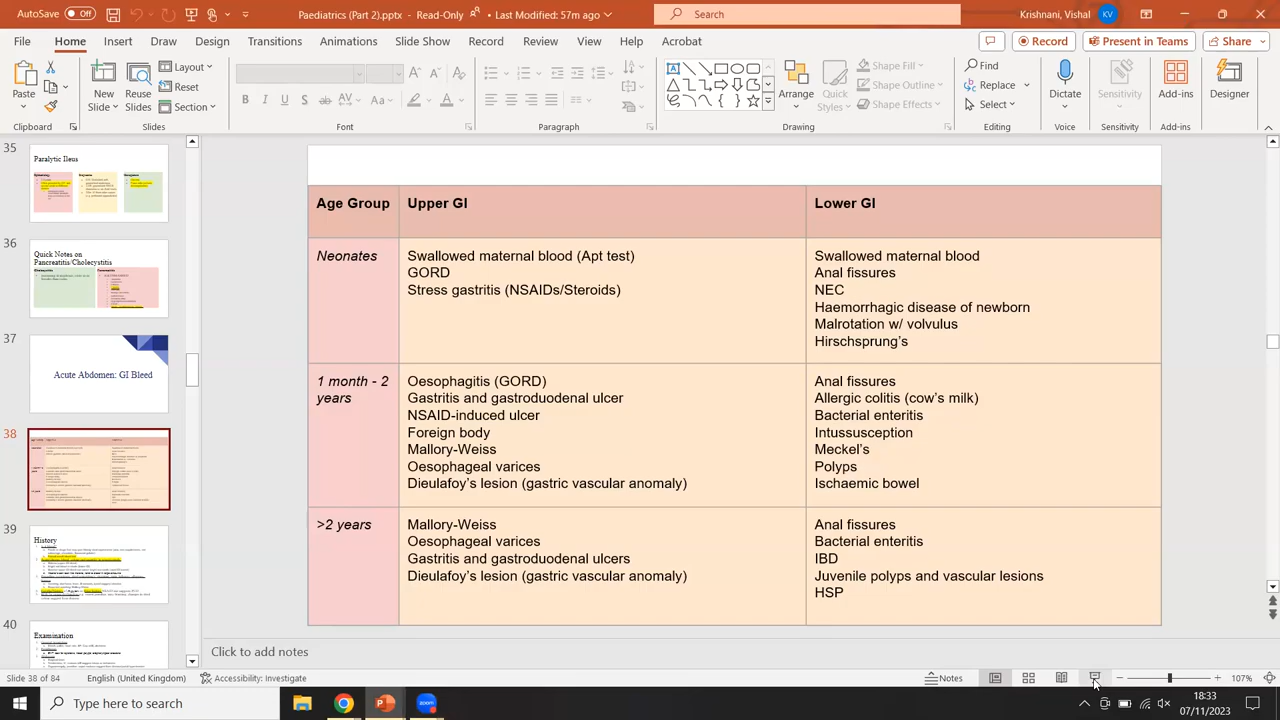 AutoSave Off Paediatrics (Part 2).pptx Last Modified: 57m ago Search Krishnani, Vishal KV
File Home Insert Draw Design Transitions Animations Slide Show Record Review View Help Acrobat Record Present in Teams Share
Paste New Slide Reuse Slides Layout Reset Section
B I U S ab AV Aa A A A
Arrange Quick Styles Shape Fill Shape Outline Shape Effects
Find Replace Select Dictate Sensitivity Add-ins Designer
Clipboard Slides Font Paragraph Drawing Editing Voice Sensitivity Add-ins
35
Paralytic Ileus
36
Quick Notes on
Pancreatitis/Cholecystitis
37
Acute Abdomen: GI Bleed
38
39
History
40
Examination
Age Group Upper GI Lower GI
Neonates
Swallowed maternal blood (Apt test)
GORD
Stress gastritis (NSAIDs/Steroids)
Swallowed maternal blood
Anal fissures
NEC
Haemorrhagic disease of newborn
Malrotation w/ volvulus
Hirschsprung's
1 month - 2
years
Oesophagitis (GORD)
Gastritis and gastroduodenal ulcer
NSAID-induced ulcer
Foreign body
Mallory-Weiss
Oesophageal varices
Dieulafoy's lesion (gastric vascular anomaly)
Anal fissures
Allergic colitis (cow's milk)
Bacterial enteritis
Intussusception
Meckel's
Polyps
Ischaemic bowel
>2 years
Mallory-Weiss
Oesophageal varices
Gastritis and gastroduodenal ulcers
Dieulafoy's lesion (gastric vascular anomaly)
Anal fissures
Bacterial enteritis
IBD
Juvenile polyps and vascular lesions
HSP
Click to add notes
Slide 38 of 84 English (United Kingdom) Accessibility: Investigate Notes 107%
Type here to search zoom 18:33
07/11/2023